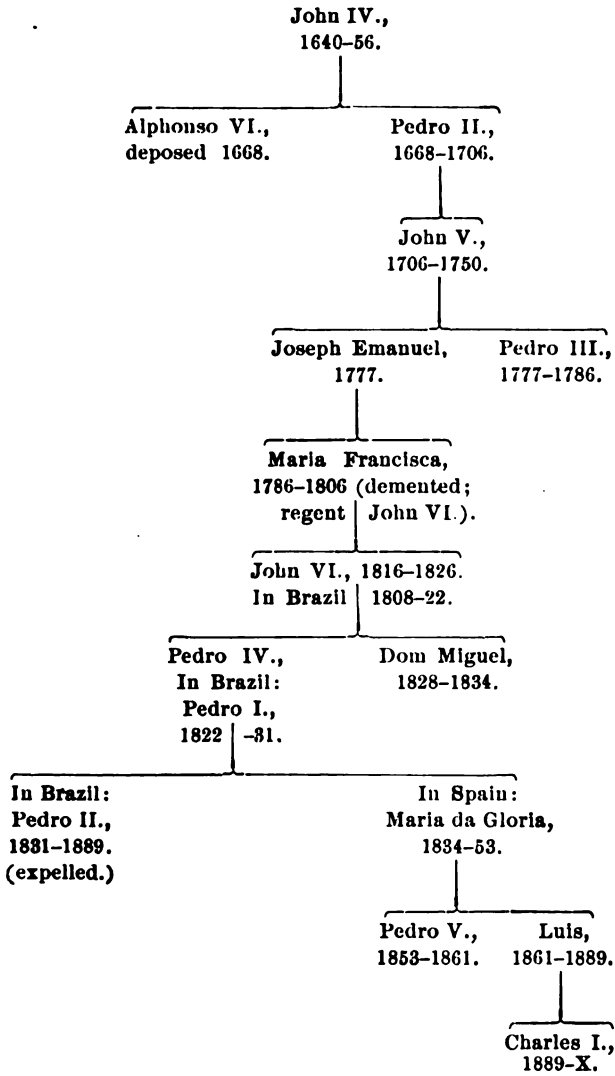 John IV.,
1640-56.
Alphonso VI.,
deposed 1668.
Pedro II.,
1668-1706.
John V.,
1706-1750.
Joseph Emanuel,
1777.
Pedro III.,
1777-1786.
Maria Francisca,
1786-1806 (demented;
regent John VI.).
John VI., 1816-1826.
In Brazil 1808-22.
Pedro IV.,
In Brazil:
Pedro I.,
1822 -31.
Dom Miguel,
1828-1834.
In Brazil:
Pedro II.,
1831-1889.
(expelled.)
In Spain:
Maria da Gloria,
1834-53.
Pedro V.,
1853-1861.
Luis,
1861-1889.
Charles I.,
1889-X.